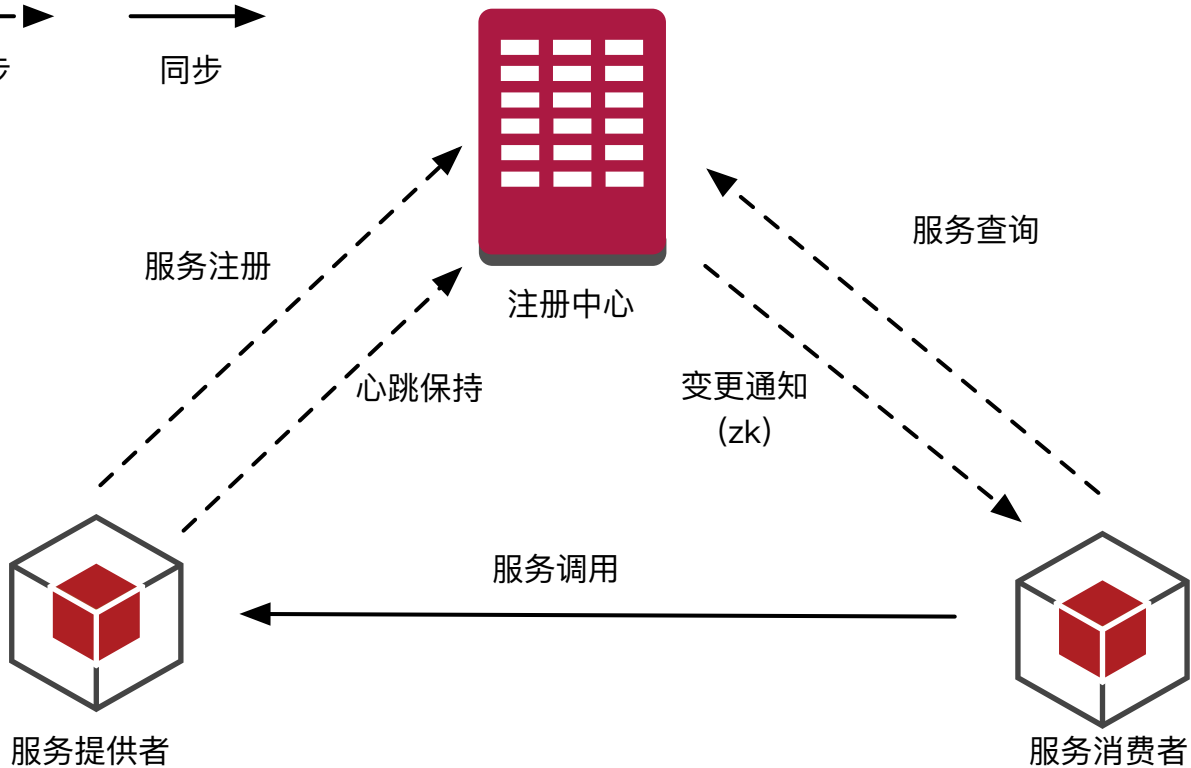 步
同步
服务查询
服务注册
注册中心
心跳保持
变更通知
(zk)
服务调用
服务提供者
服务消费者